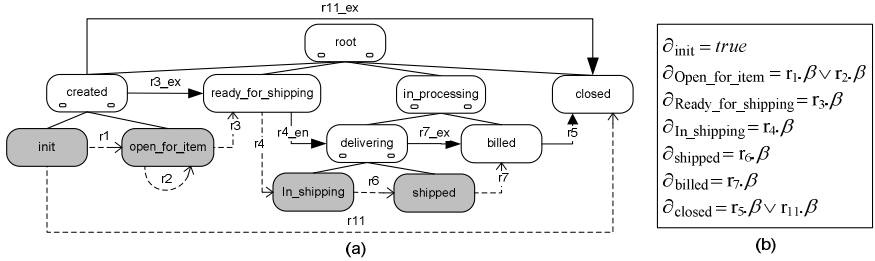 r11_ex
root
created
r3_ex
ready_for_shipping
in_processing
closed
init
r1
open_for_item
r2
r3
r4
r4_en
delivering
r7_ex
billed
r5
In_shipping
r6
shipped
r7
r11
(a)
∂init = true
∂Open_for_item = r1.β ∨ r2.β
∂Ready_for_shipping = r3.β
∂In_shipping = r4.β
∂shipped = r6.β
∂billed = r7.β
∂closed = r5.β ∨ r11.β
(b)